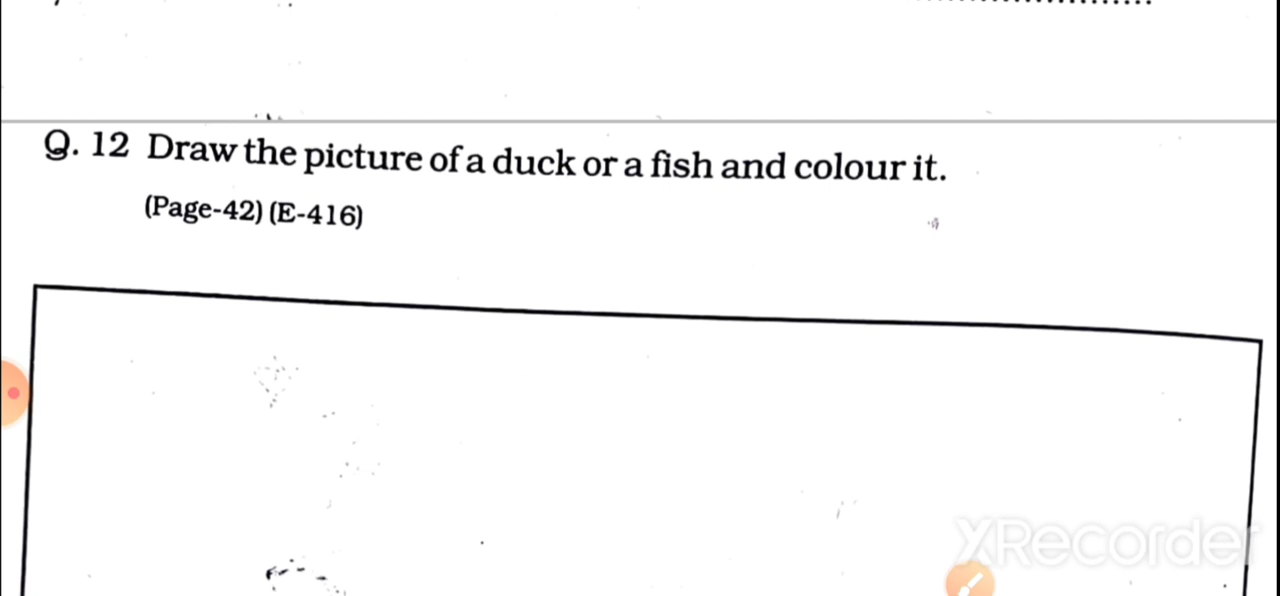 Q. 12 Draw the picture of a duck or a fish and colour it.
(Page-42) (E-416)
XRecorder